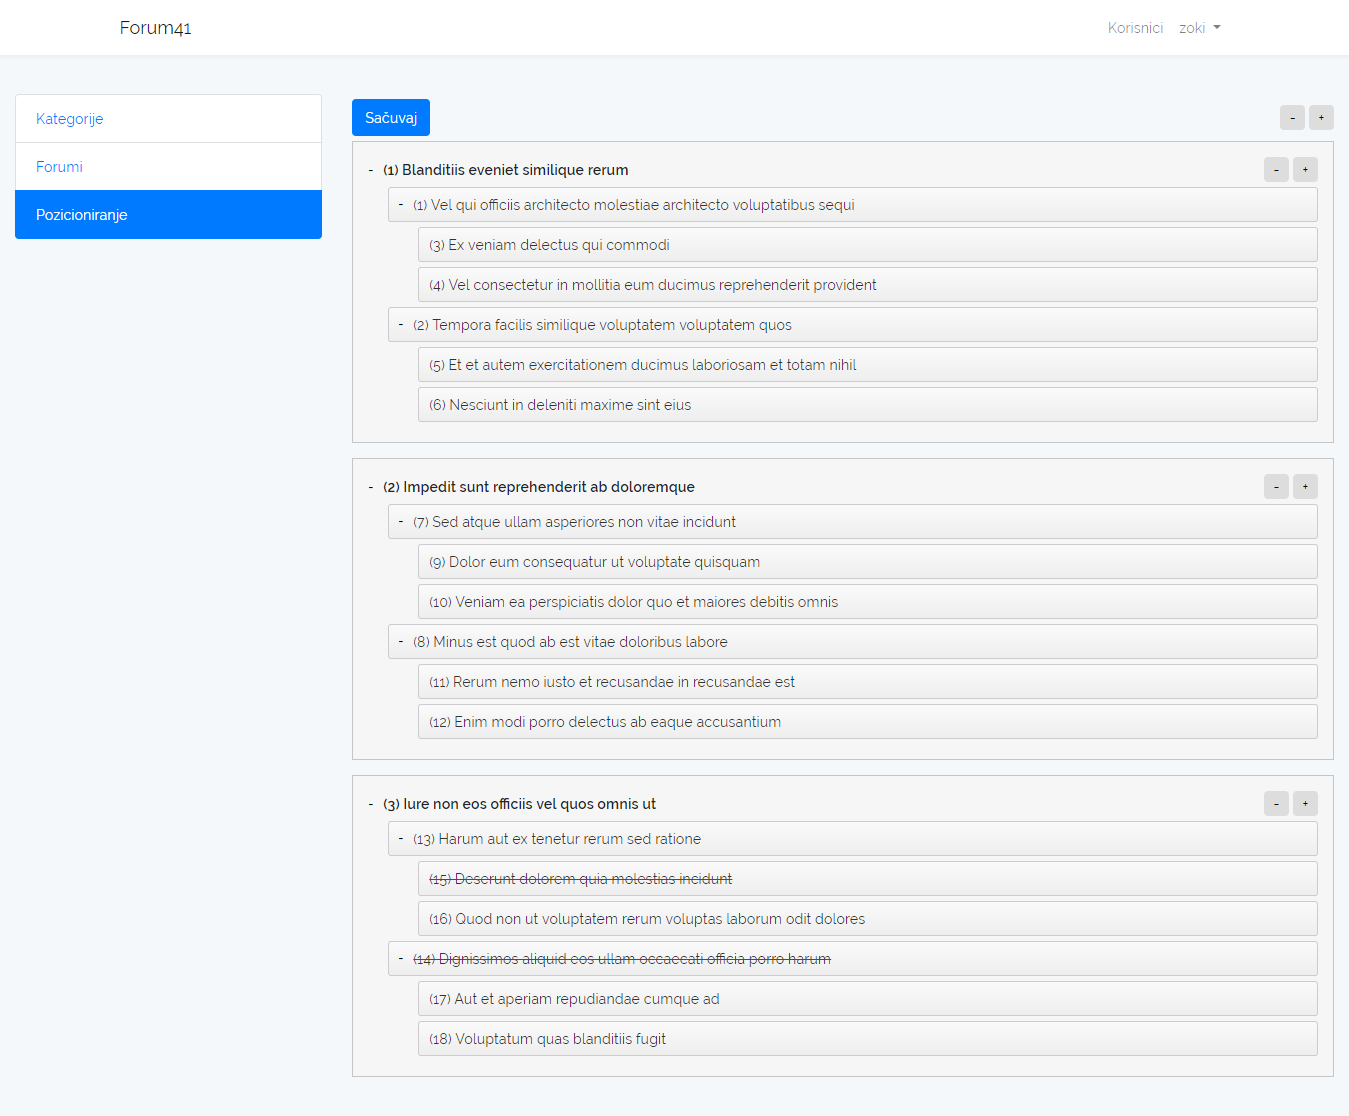 Forum41
Korisnici zoki
Kategorije
Forumi
Pozicioniranje
Sačuvaj - +
- (1) Blanditiis eveniet similique rerum - +
- (1) Vel qui officiis architecto molestiae architecto voluptatibus sequi
(3) Ex veniam delectus qui commodi
(4) Vel consectetur in mollitia eum ducimus reprehenderit provident
- (2) Tempora facilis similique voluptatem voluptatem quos
(5) Et et autem exercitationem ducimus laboriosam et totam nihil
(6) Nesciunt in deleniti maxime sint eius
- (2) Impedit sunt reprehenderit ab doloremque - +
- (7) Sed atque ullam asperiores non vitae incidunt
(9) Dolor eum consequatur ut voluptate quisquam
(10) Veniam ea perspiciatis dolor quo et maiores debitis omnis
- (8) Minus est quod ab est vitae doloribus labore
(11) Rerum nemo iusto et recusandae in recusandae est
(12) Enim modi porro delectus ab eaque accusantium
- (3) Iure non eos officiis vel quos omnis ut - +
- (13) Harum aut ex tenetur rerum sed ratione
(15) Deserunt dolorem quia molestias incidunt
(16) Quod non ut voluptatem rerum voluptas laborum odit dolores
- (14) Dignissimos aliquid eos ullam occaecati officia porro harum
(17) Aut et aperiam repudiandae cumque ad
(18) Voluptatum quas blanditiis fugit